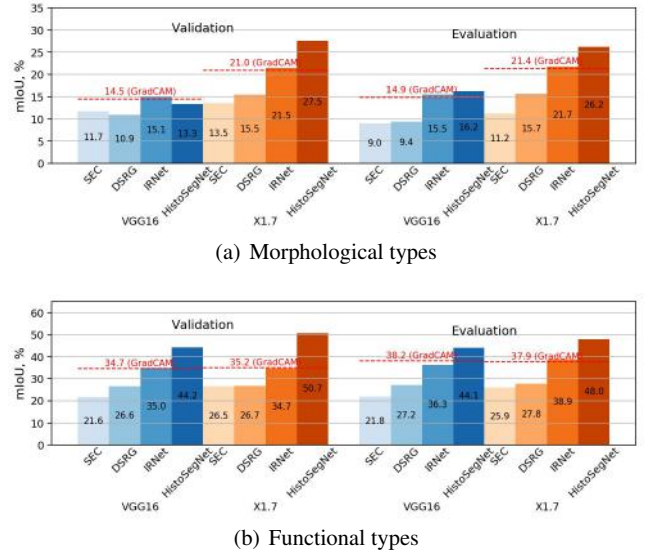 35
30
25
20
15
10
5
0
mIoU, %
Validation
Evaluation
14.5 (GradCAM)
21.0 (GradCAM)
14.9 (GradCAM)
21.4 (GradCAM)
11.7 10.9 15.1 13.3 13.5 15.5 21.5 27.5 9.0 9.4 15.5 16.2 11.2 15.7 21.7 26.2
SEC DSRG IRNet HistoSegNet SEC DSRG IRNet HistoSegNet SEC DSRG IRNet HistoSegNet SEC DSRG IRNet HistoSegNet
VGG16 X1.7 VGG16 X1.7
(a) Morphological types
60
50
40
30
20
10
0
mIoU, %
Validation
Evaluation
34.7 (GradCAM)
35.2 (GradCAM)
38.2 (GradCAM)
37.9 (GradCAM)
21.6 26.6 35.0 44.2 26.5 26.7 34.7 50.7 21.8 27.2 36.3 44.1 25.9 27.8 38.9 48.0
SEC DSRG IRNet HistoSegNet SEC DSRG IRNet HistoSegNet SEC DSRG IRNet HistoSegNet SEC DSRG IRNet HistoSegNet
VGG16 X1.7 VGG16 X1.7
(b) Functional types